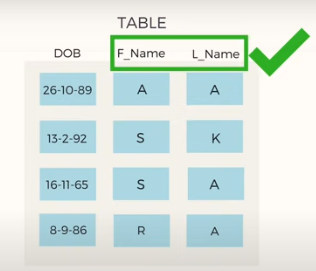 TABLE
DOB F_Name L_Name
26-10-89 A A
13-2-92 S K
16-11-65 S A
8-9-86 R A